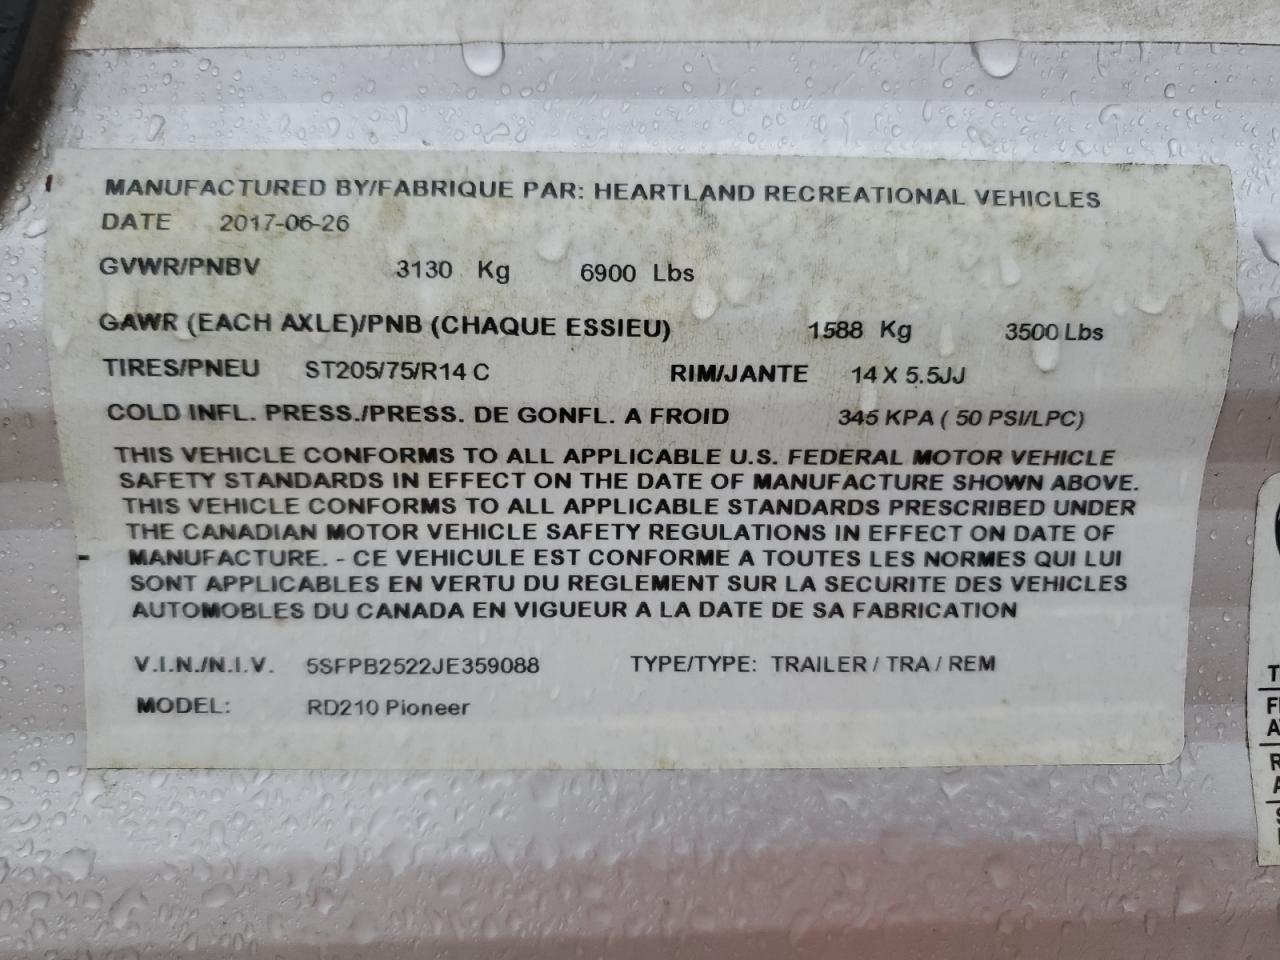 MANUFACTURED BY/FABRIQUE PAR: HEARTLAND RECREATIONAL VEHICLES
DATE 2017-06-26
GVWR/PNBV 3130 Kg 6900 Lbs
GAWR (EACH AXLE)/PNB (CHAQUE ESSIEU) 1588 Kg 3500 Lbs
TIRES/PNEU ST205/75/R14 C RIM/JANTE 14 X 5.5JJ
COLD INFL. PRESS./PRESS. DE GONFL. A FROID 345 KPA ( 50 PSI/LPC)
THIS VEHICLE CONFORMS TO ALL APPLICABLE U.S. FEDERAL MOTOR VEHICLE
SAFETY STANDARDS IN EFFECT ON THE DATE OF MANUFACTURE SHOWN ABOVE.
THIS VEHICLE CONFORMS TO ALL APPLICABLE STANDARDS PRESCRIBED UNDER
THE CANADIAN MOTOR VEHICLE SAFETY REGULATIONS IN EFFECT ON DATE OF
MANUFACTURE. - CE VEHICULE EST CONFORME A TOUTES LES NORMES QUI LUI
SONT APPLICABLES EN VERTU DU REGLEMENT SUR LA SECURITE DES VEHICLES
AUTOMOBLES DU CANADA EN VIGUEUR A LA DATE DE SA FABRICATION
V.I.N./N.I.V. 5SFPB2522JE359088 TYPE/TYPE: TRAILER / TRA / REM
MODEL: RD210 Pioneer